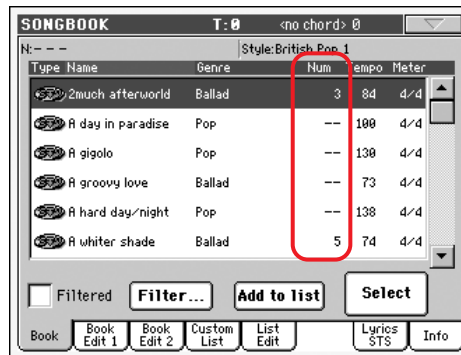 SONGBOOK T:0 <no chord> 0
N:--- Style:British Pop 1
Type Name Genre Num Tempo Meter
2much afterworld Ballad 3 84 4/4
A day in paradise Pop -- 100 4/4
A gigolo Pop -- 130 4/4
A groovy love Ballad -- 73 4/4
A hard day/night Pop -- 138 4/4
A whiter shade Ballad 5 74 4/4
Filtered Filter... Add to list Select
Book Book Edit 1 Book Edit 2 Custom List List Edit Lyrics STS Info